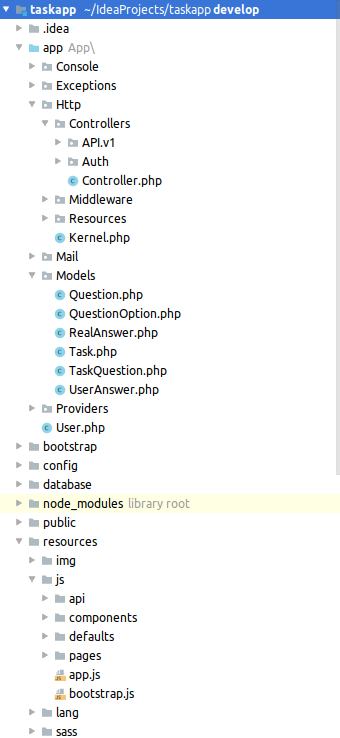 taskapp ~/IdeaProjects/taskapp develop
.idea
app App\
Console
Exceptions
Http
Controllers
API.v1
Auth
Controller.php
Middleware
Resources
Kernel.php
Mail
Models
Question.php
QuestionOption.php
RealAnswer.php
Task.php
TaskQuestion.php
UserAnswer.php
Providers
User.php
bootstrap
config
database
node_modules library root
public
resources
img
js
api
components
defaults
pages
app.js
bootstrap.js
lang
sass